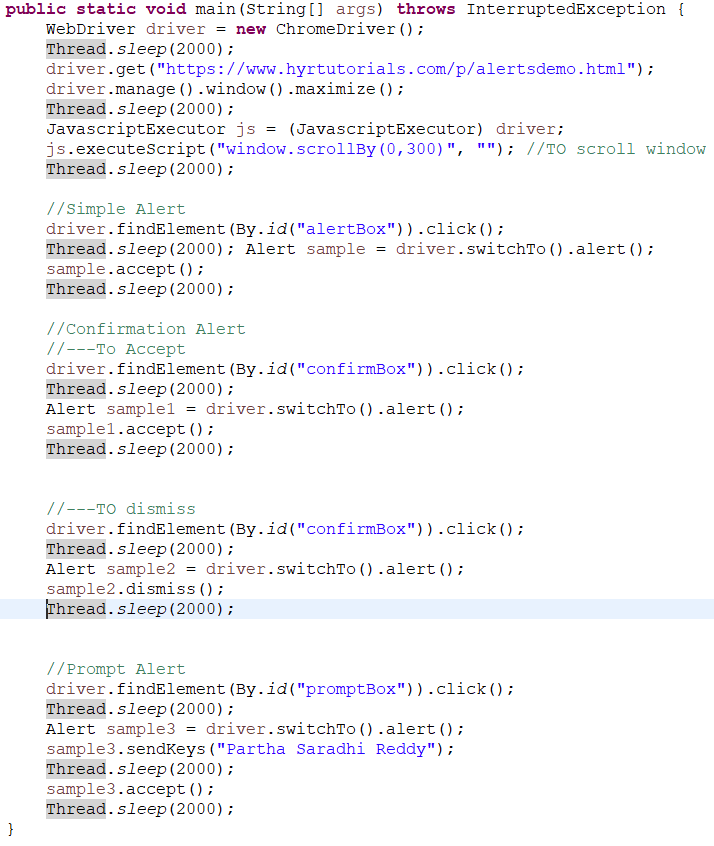 public static void main(String[] args) throws InterruptedException {
    WebDriver driver = new ChromeDriver();
    Thread.sleep(2000);
    driver.get("https://www.hyrtutorials.com/p/alertsdemo.html");
    driver.manage().window().maximize();
    Thread.sleep(2000);
    JavascriptExecutor js = (JavascriptExecutor) driver;
    js.executeScript("window.scrollBy(0,300)", ""); //TO scroll window
    Thread.sleep(2000);
    //Simple Alert
    driver.findElement(By.id("alertBox")).click();
    Thread.sleep(2000); Alert sample = driver.switchTo().alert();
    sample.accept();
    Thread.sleep(2000);
    //Confirmation Alert
    //---To Accept
    driver.findElement(By.id("confirmBox")).click();
    Thread.sleep(2000);
    Alert sample1 = driver.switchTo().alert();
    sample1.accept();
    Thread.sleep(2000);
    //---TO dismiss
    driver.findElement(By.id("confirmBox")).click();
    Thread.sleep(2000);
    Alert sample2 = driver.switchTo().alert();
    sample2.dismiss();
    Thread.sleep(2000);
    //Prompt Alert
    driver.findElement(By.id("promptBox")).click();
    Thread.sleep(2000);
    Alert sample3 = driver.switchTo().alert();
    sample3.sendKeys("Partha Saradhi Reddy");
    Thread.sleep(2000);
    sample3.accept();
    Thread.sleep(2000);
}